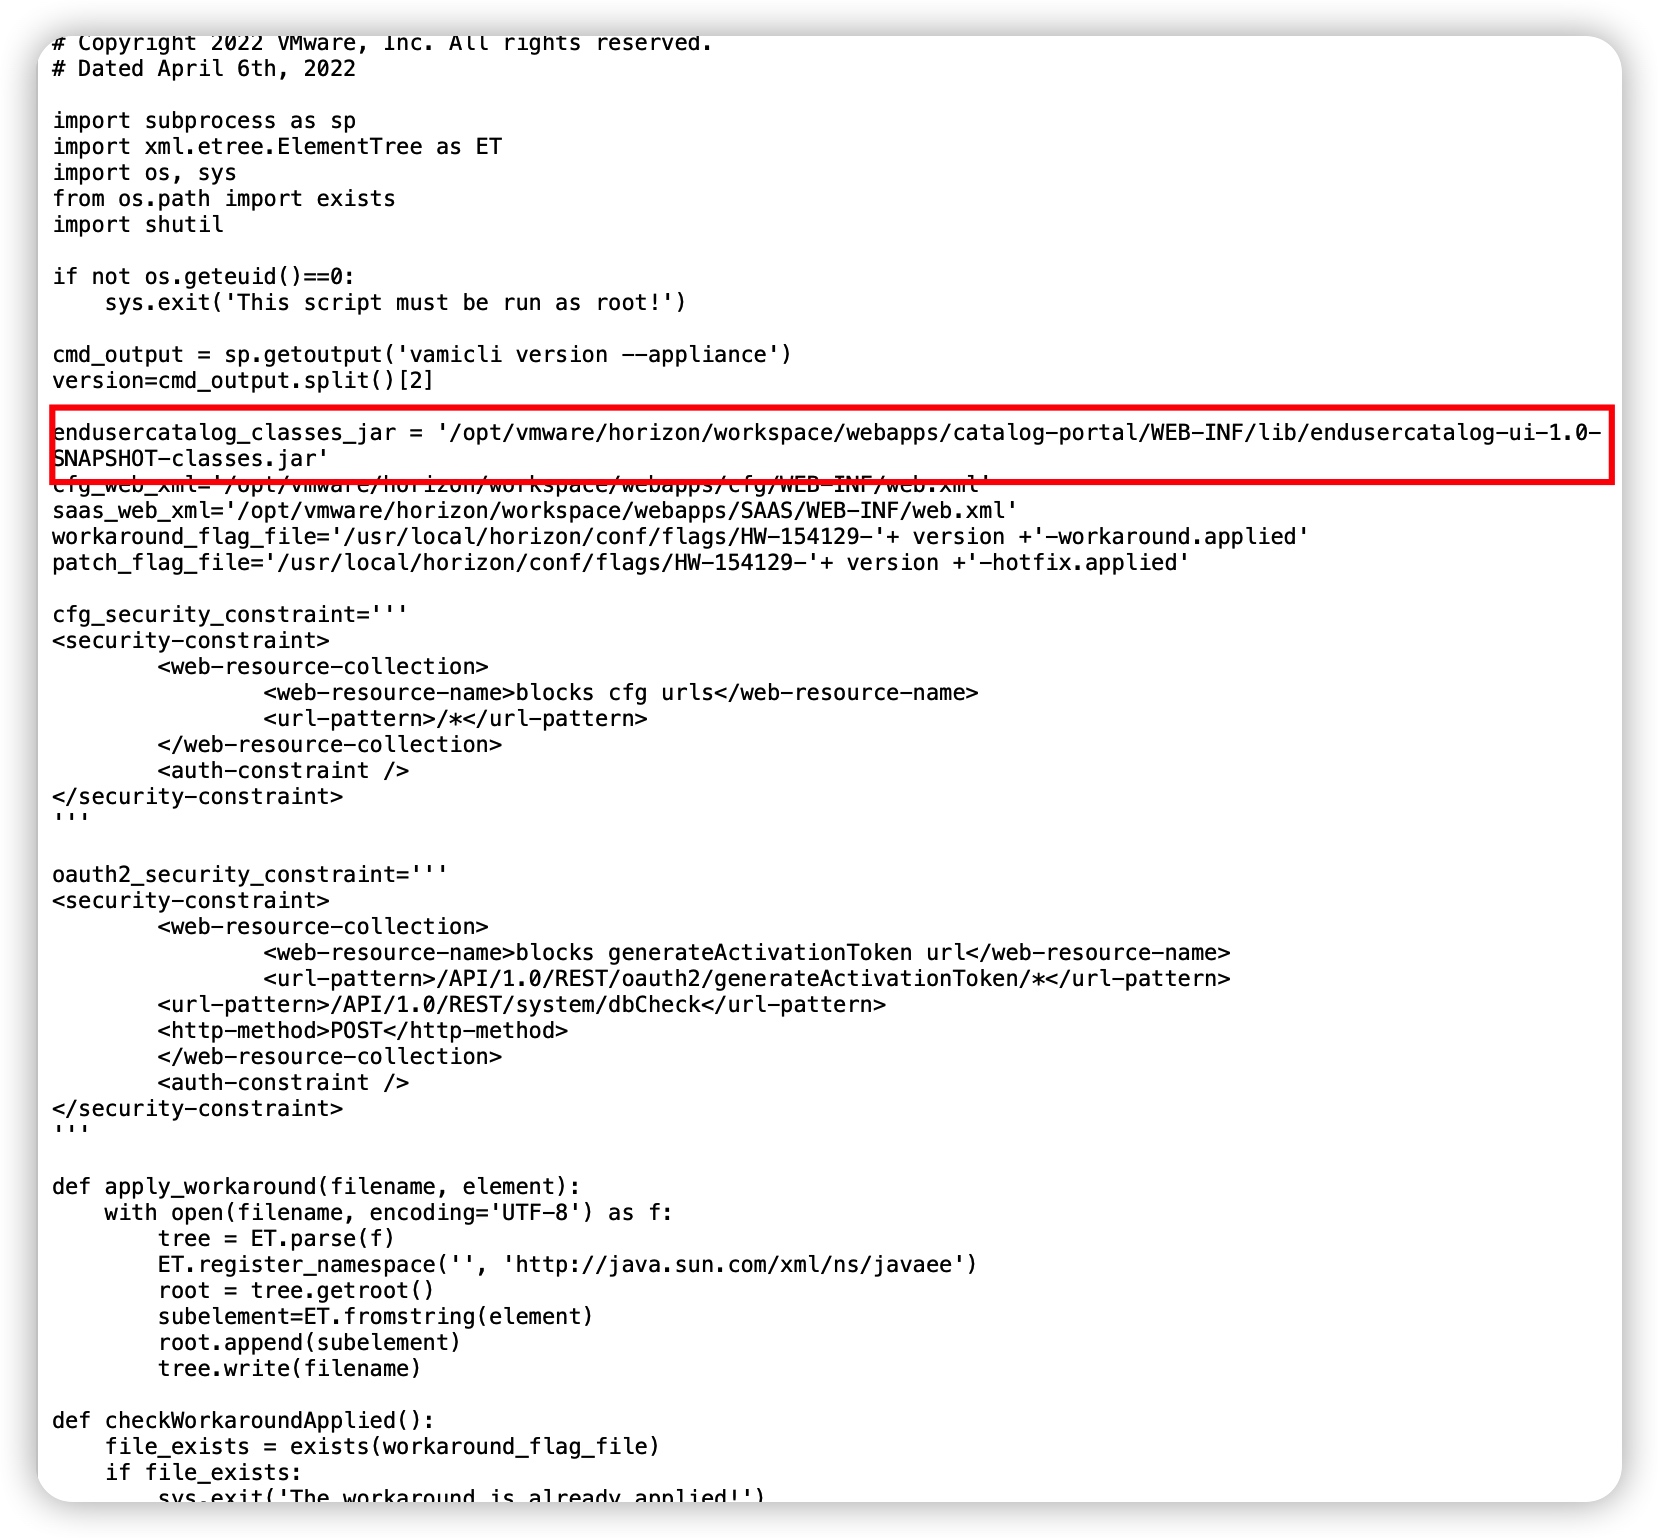 # Copyright 2022 VMware, Inc. All rights reserved.
# Dated April 6th, 2022

import subprocess as sp
import xml.etree.ElementTree as ET
import os, sys
from os.path import exists
import shutil

if not os.geteuid()==0:
    sys.exit('This script must be run as root!')

cmd_output = sp.getoutput('vamicli version --appliance')
version=cmd_output.split()[2]

endusercatalog_classes_jar = '/opt/vmware/horizon/workspace/webapps/catalog-portal/WEB-INF/lib/endusercatalog-ui-1.0-
SNAPSHOT-classes.jar'
cfg_web_xml='/opt/vmware/horizon/workspace/webapps/cfg/WEB-INF/web.xml'
saas_web_xml='/opt/vmware/horizon/workspace/webapps/SAAS/WEB-INF/web.xml'
workaround_flag_file='/usr/local/horizon/conf/flags/HW-154129-'+ version +'-workaround.applied'
patch_flag_file='/usr/local/horizon/conf/flags/HW-154129-'+ version +'-hotfix.applied'

cfg_security_constraint='''
<security-constraint>
        <web-resource-collection>
                <web-resource-name>blocks cfg urls</web-resource-name>
                <url-pattern>/*</url-pattern>
        </web-resource-collection>
        <auth-constraint />
</security-constraint>
'''

oauth2_security_constraint='''
<security-constraint>
        <web-resource-collection>
                <web-resource-name>blocks generateActivationToken url</web-resource-name>
                <url-pattern>/API/1.0/REST/oauth2/generateActivationToken/*</url-pattern>
        <url-pattern>/API/1.0/REST/system/dbCheck</url-pattern>
        <http-method>POST</http-method>
        </web-resource-collection>
        <auth-constraint />
</security-constraint>
'''

def apply_workaround(filename, element):
    with open(filename, encoding='UTF-8') as f:
        tree = ET.parse(f)
        ET.register_namespace('', 'http://java.sun.com/xml/ns/javaee')
        root = tree.getroot()
        subelement=ET.fromstring(element)
        root.append(subelement)
        tree.write(filename)

def checkWorkaroundApplied():
    file_exists = exists(workaround_flag_file)
    if file_exists:
        sys.exit('The workaround is already applied!')